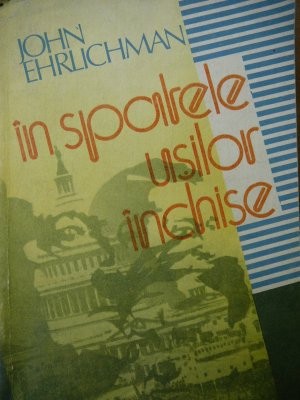 JOHN
EHRLICHMAN
în spatele
ușilor
închise